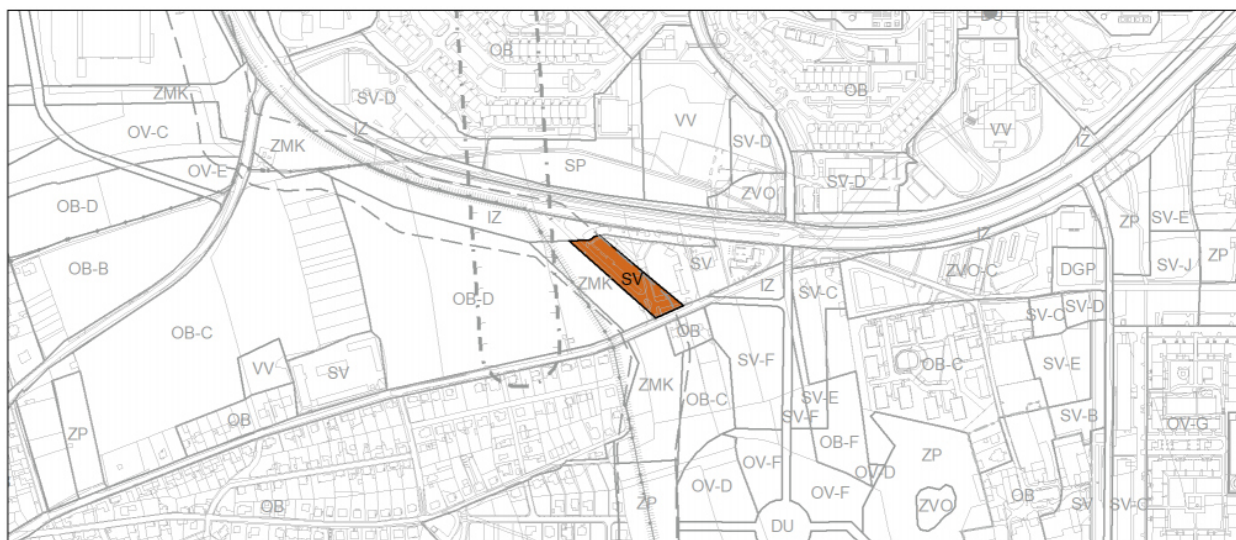 OB
ZMK
SV-D
IZ
OV-C
VV
SV-D
OB
VV
IZ
ZMK
SP
OV-E
ZVO
SV-D
OB-D
IZ
ZP
SV-E
IZ
SV
ZMK
SV
OB-B
OB-D
IZ
ZVO-C
DGP
SV-J
ZP
SV-C
OB-C
OB
SV-C
SV-D
VV
SV
ZMK
SV-F
OB-C
SV-E
OB-C
SV-E
SV-F
SV-B
ZP
OB
OB-F
ZP
OV-G
OV-F
OV-D
OV-D
OV-F
ZVO
OB
SV
SV-G
OB
ZP
DU